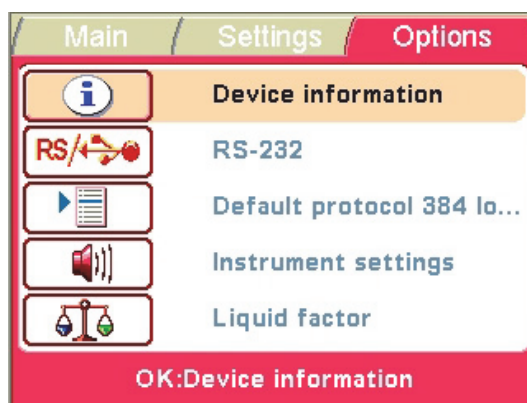 Main Settings Options
Device information
RS/ RS-232
Default protocol 384 lo...
Instrument settings
Liquid factor
OK:Device information